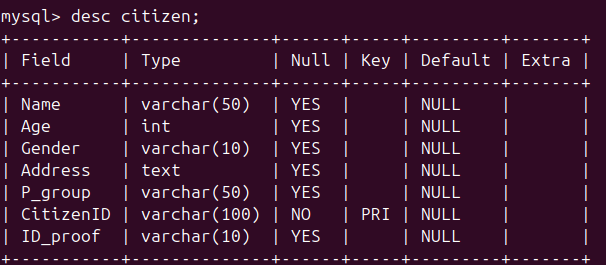 mysql> desc citizen;
+-----------+--------------+------+-----+---------+-------+
| Field     | Type         | Null | Key | Default | Extra |
+-----------+--------------+------+-----+---------+-------+
| Name      | varchar(50)  | YES  |     | NULL    |       |
| Age       | int          | YES  |     | NULL    |       |
| Gender    | varchar(10)  | YES  |     | NULL    |       |
| Address   | text         | YES  |     | NULL    |       |
| P_group   | varchar(50)  | YES  |     | NULL    |       |
| CitizenID | varchar(100) | NO   | PRI | NULL    |       |
| ID_proof  | varchar(10)  | YES  |     | NULL    |       |
+-----------+--------------+------+-----+---------+-------+